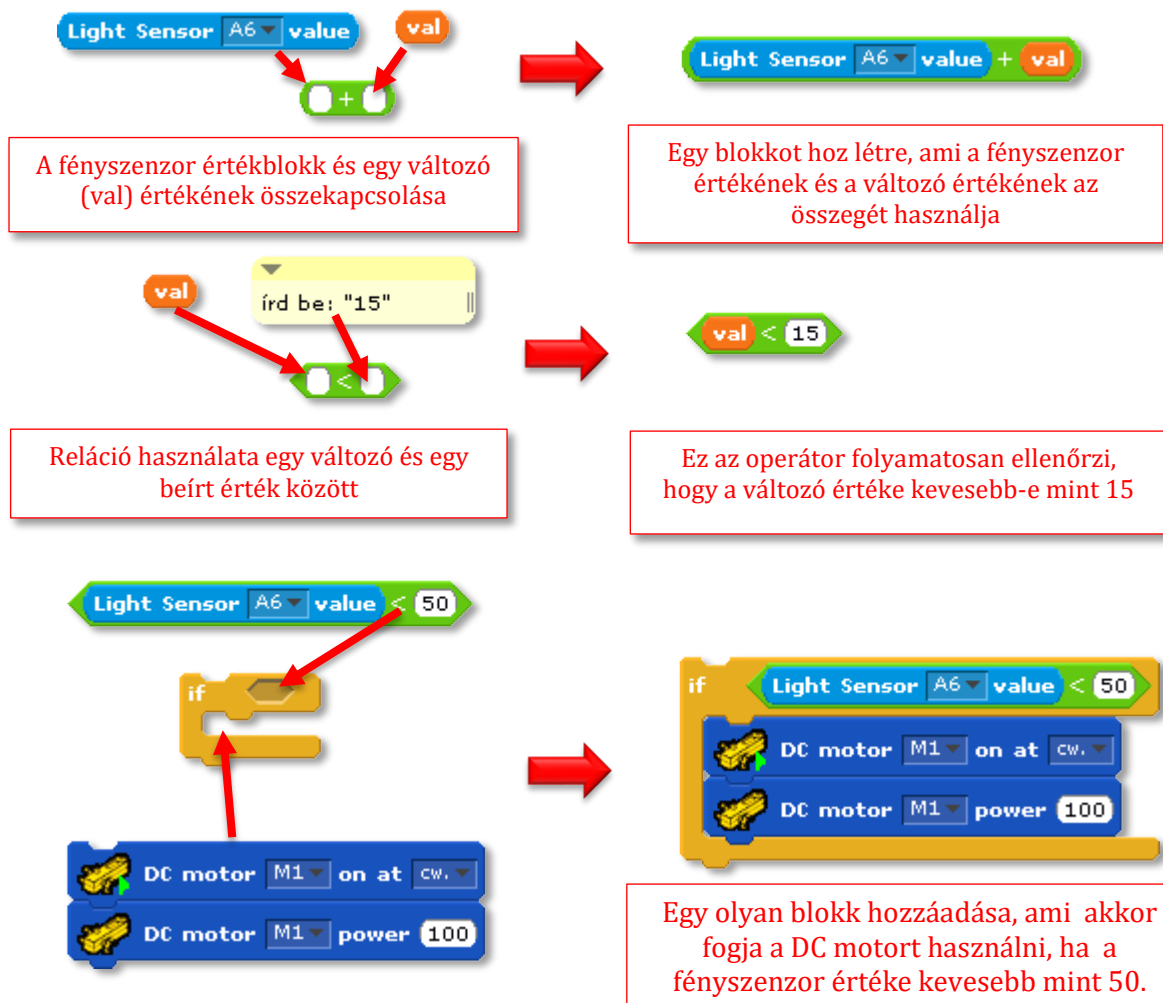 Light Sensor A6 value
val
+
Light Sensor A6 value + val
A fényszenzor értékblokk és egy változó
(val) értékének összekapcsolása
Egy blokkot hoz létre, ami a fényszenzor
értékének és a változó értékének az
összegét használja
val
írd be: "15"
<
val < 15
Reláció használata egy változó és egy
beírt érték között
Ez az operátor folyamatosan ellenőrzi,
hogy a változó értéke kevesebb-e mint 15
Light Sensor A6 value < 50
if
DC motor M1 on at cw.
DC motor M1 power 100
if Light Sensor A6 value < 50
DC motor M1 on at cw.
DC motor M1 power 100
Egy olyan blokk hozzáadása, ami akkor
fogja a DC motort használni, ha a
fényszenzor értéke kevesebb mint 50.